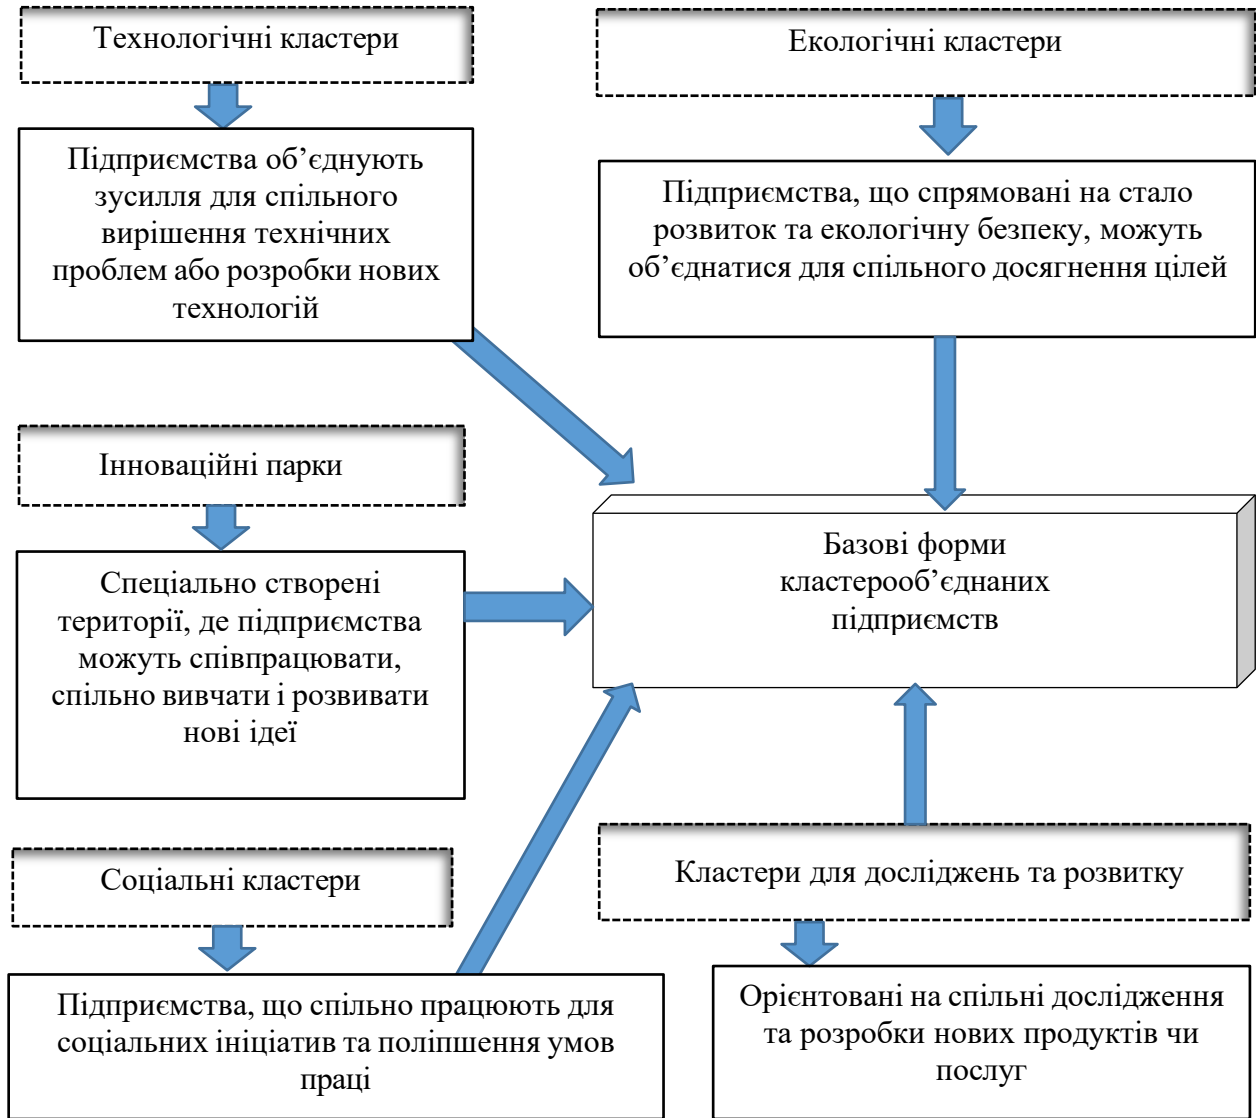 Технологічні кластери
Екологічні кластери
Підприємства об’єднують
зусилля для спільного
вирішення технічних
проблем або розробки нових
технологій
Підприємства, що спрямовані на стало
розвиток та екологічну безпеку, можуть
об’єднатися для спільного досягнення цілей
Інноваційні парки
Спеціально створені
території, де підприємства
можуть співпрацювати,
спільно вивчати і розвивати
нові ідеї
Базові форми
кластерооб’єднаних
підприємств
Соціальні кластери
Підприємства, що спільно працюють для
соціальних ініціатив та поліпшення умов
праці
Кластери для досліджень та розвитку
Орієнтовані на спільні дослідження
та розробки нових продуктів чи
послуг